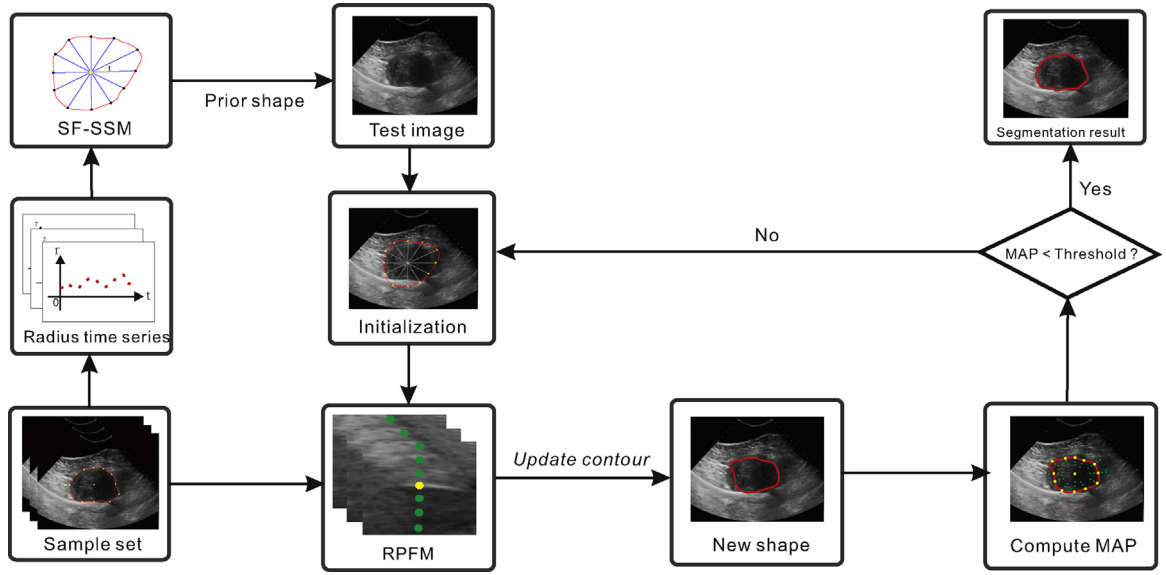 t
SF-SSM
Prior shape
Test image
Segmentation result
Yes
r
r
r
0
t
Radius time series
Initialization
No
MAP < Threshold ?
Sample set
RPFM
Update contour
New shape
Compute MAP